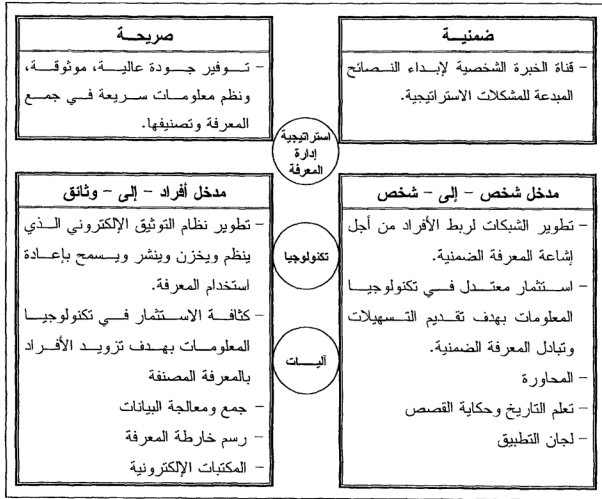 ضمنية
- قناة الخبرة الشخصية لإبداء النصائح
المبدعة للمشكلات الاستراتيجية.
صريحة
- توفير جودة عالية، موثوقة،
ونظم معلومات سريعة في جمع
المعرفة وتصنيفها.
استراتيجية
إدارة
المعرفة
مدخل شخص - إلى - شخص
- تطوير الشبكات لربط الأفراد من أجل
إشاعة المعرفة الضمنية.
- استثمار معتدل في تكنولوجيا
المعلومات بهدف تقديم التسهيلات
وتبادل المعرفة الضمنية.
- المحاورة
- تعلم التاريخ وحكاية القصص
- لجان التطبيق
تكنولوجيا
آليات
مدخل أفراد - إلى - وثائق
- تطوير نظام التوثيق الإلكتروني الذي
ينظم ويخزن وينشر ويسمح بإعادة
استخدام المعرفة.
- كثافة الاستثمار في تكنولوجيا
المعلومات بهدف تزويد الأفراد
بالمعرفة المصنفة
- جمع ومعالجة البيانات
- رسم خارطة المعرفة
- المكتبات الإلكترونية